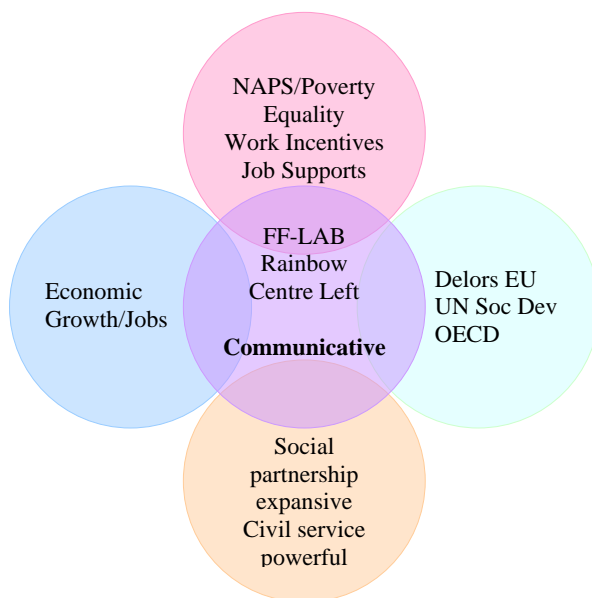 NAPS/Poverty
Equality
Work Incentives
Job Supports
FF-LAB
Rainbow
Centre Left
Communicative
Economic
Growth/Jobs
Delors EU
UN Soc Dev
OECD
Social
partnership
expansive
Civil service
powerful